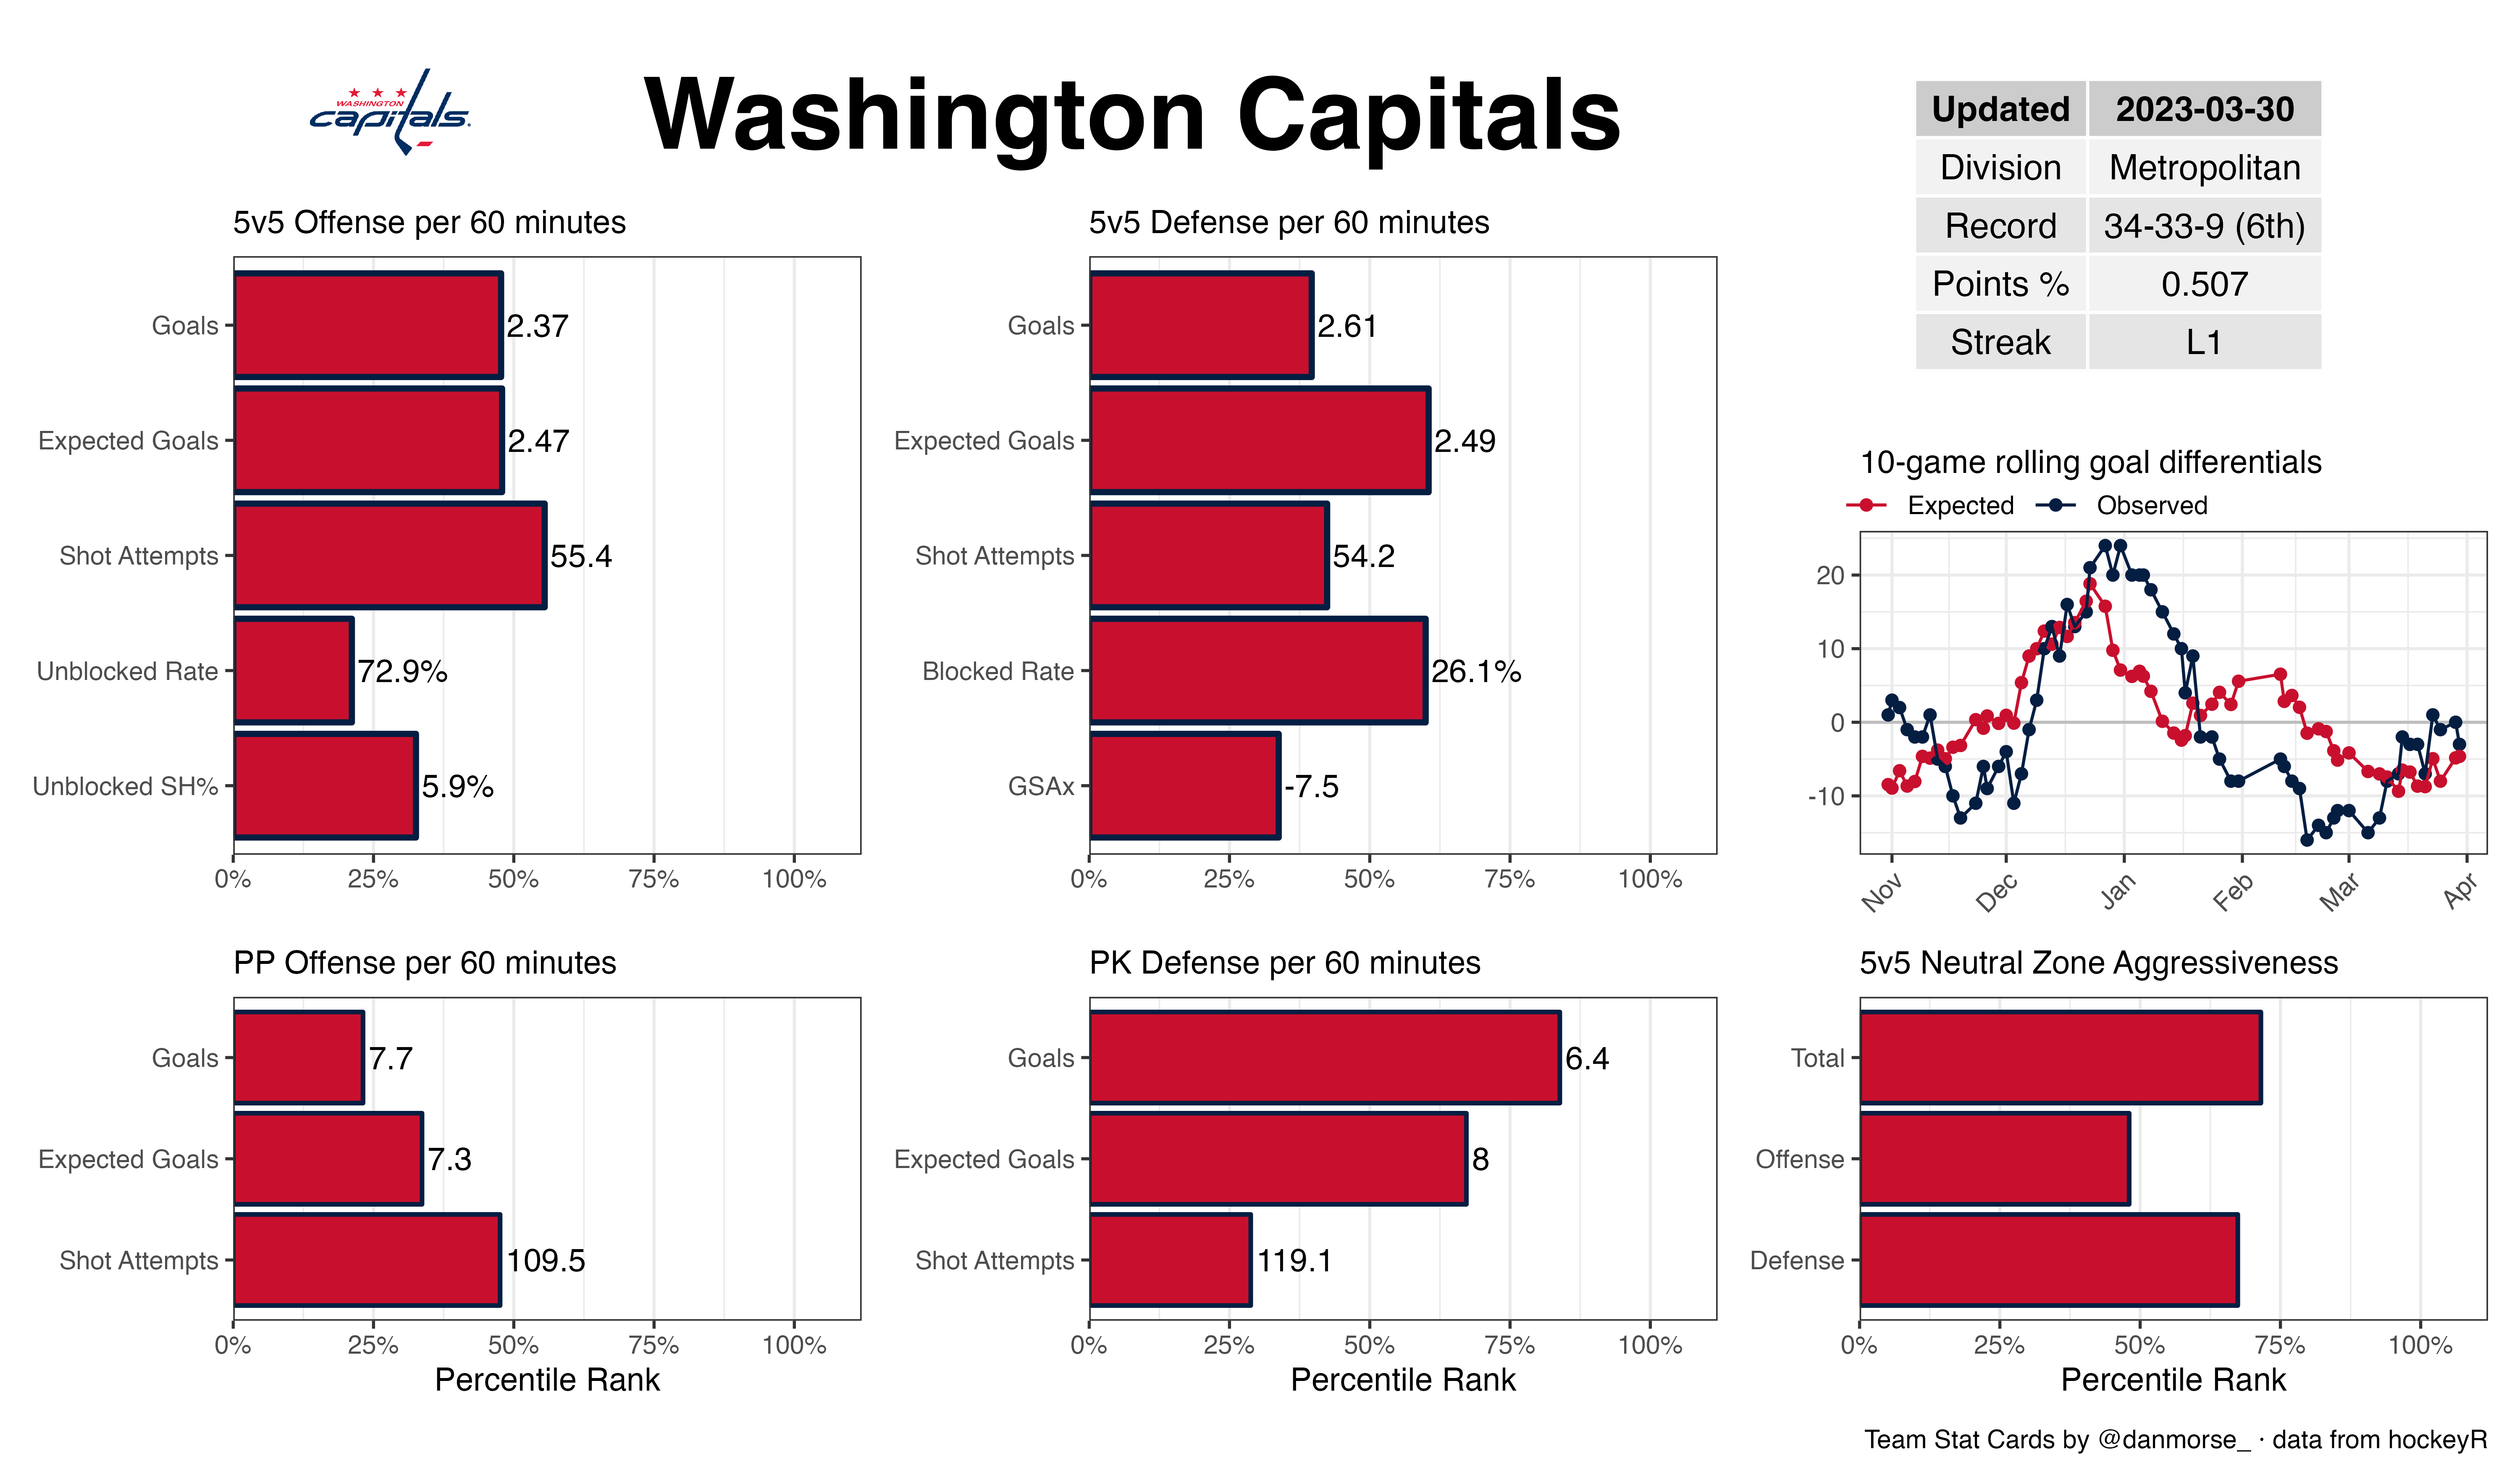 WASHINGTON
capitals.
Washington Capitals
Updated 2023-03-30
Division Metropolitan
Record 34-33-9 (6th)
Points % 0.507
Streak L1
5v5 Offense per 60 minutes
Goals 2.37
Expected Goals 2.47
Shot Attempts 55.4
Unblocked Rate 72.9%
Unblocked SH% 5.9%
0% 25% 50% 75% 100%
5v5 Defense per 60 minutes
Goals 2.61
Expected Goals 2.49
Shot Attempts 54.2
Blocked Rate 26.1%
GSAx -7.5
0% 25% 50% 75% 100%
10-game rolling goal differentials
Expected Observed
20
10
0
-10
Nov Dec Jan Feb Mar Apr
PP Offense per 60 minutes
Goals 7.7
Expected Goals 7.3
Shot Attempts 109.5
0% 25% 50% 75% 100%
Percentile Rank
PK Defense per 60 minutes
Goals 6.4
Expected Goals 8
Shot Attempts 119.1
0% 25% 50% 75% 100%
Percentile Rank
5v5 Neutral Zone Aggressiveness
Total
Offense
Defense
0% 25% 50% 75% 100%
Percentile Rank
Team Stat Cards by @danmorse_ · data from hockeyR